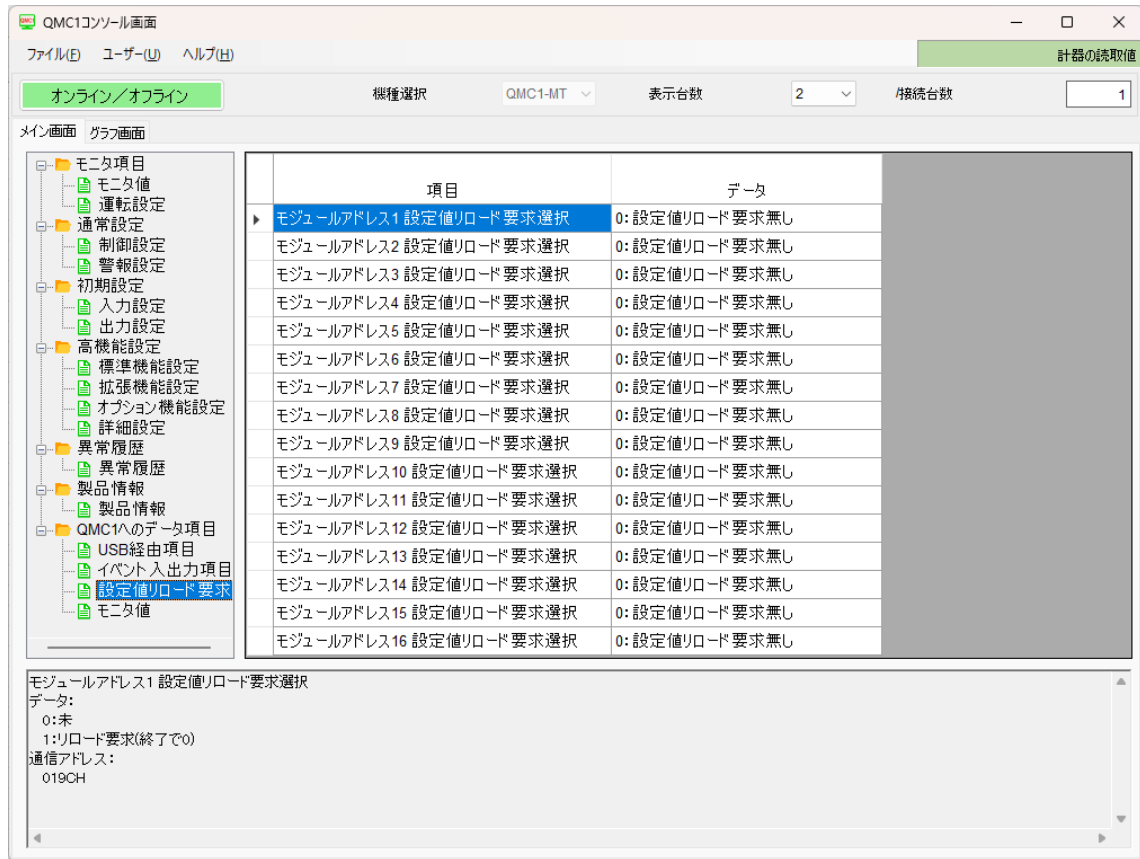 QMC1コンソール画面
ファイル(F) ユーザー(U) ヘルプ(H)
計器の読取値
オンライン／オフライン 機種選択 QMC1-MT 表示台数 2 /接続台数 1
メイン画面 グラフ画面
モニタ項目
モニタ値
運転設定
通常設定
制御設定
警報設定
初期設定
入力設定
出力設定
高機能設定
標準機能設定
拡張機能設定
オプション機能設定
詳細設定
異常履歴
異常履歴
製品情報
製品情報
QMC1へのデータ項目
USB経由項目
イベント入出力項目
設定値リロード要求
モニタ値
項目 データ
モジュールアドレス1 設定値リロード要求選択 0: 設定値リロード要求無し
モジュールアドレス2 設定値リロード要求選択 0: 設定値リロード要求無し
モジュールアドレス3 設定値リロード要求選択 0: 設定値リロード要求無し
モジュールアドレス4 設定値リロード要求選択 0: 設定値リロード要求無し
モジュールアドレス5 設定値リロード要求選択 0: 設定値リロード要求無し
モジュールアドレス6 設定値リロード要求選択 0: 設定値リロード要求無し
モジュールアドレス7 設定値リロード要求選択 0: 設定値リロード要求無し
モジュールアドレス8 設定値リロード要求選択 0: 設定値リロード要求無し
モジュールアドレス9 設定値リロード要求選択 0: 設定値リロード要求無し
モジュールアドレス10 設定値リロード要求選択 0: 設定値リロード要求無し
モジュールアドレス11 設定値リロード要求選択 0: 設定値リロード要求無し
モジュールアドレス12 設定値リロード要求選択 0: 設定値リロード要求無し
モジュールアドレス13 設定値リロード要求選択 0: 設定値リロード要求無し
モジュールアドレス14 設定値リロード要求選択 0: 設定値リロード要求無し
モジュールアドレス15 設定値リロード要求選択 0: 設定値リロード要求無し
モジュールアドレス16 設定値リロード要求選択 0: 設定値リロード要求無し
モジュールアドレス1 設定値リロード要求選択
データ:
0:未
1:リロード要求(終了で0)
通信アドレス:
019CH